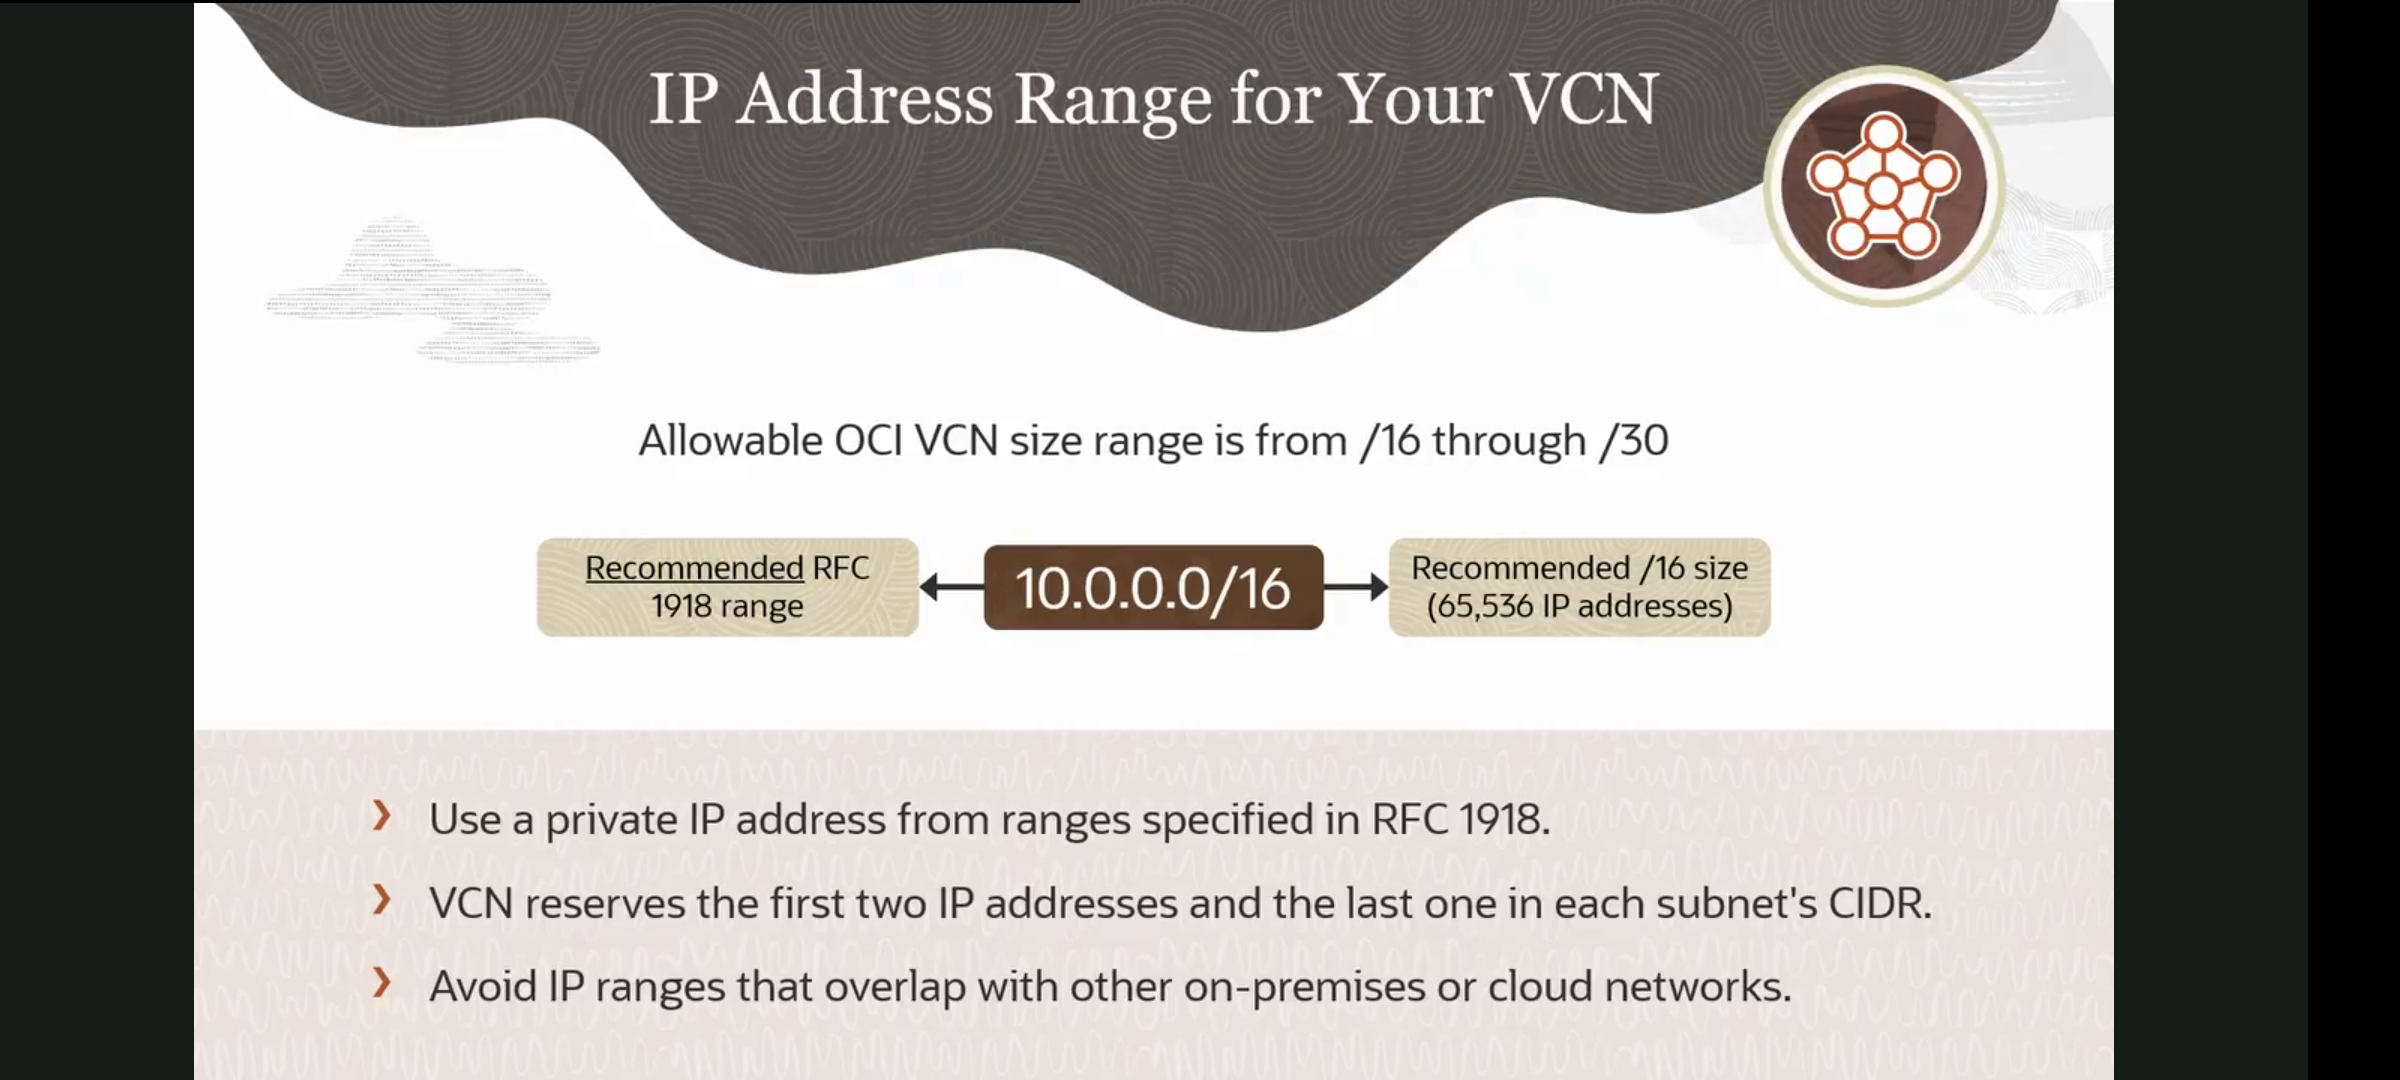 IP Address Range for Your VCN
Allowable OCI VCN size range is from /16 through /30
Recommended RFC
1918 range
10.0.0.0/16
Recommended /16 size
(65,536 IP addresses)
❯ Use a private IP address from ranges specified in RFC 1918.
❯ VCN reserves the first two IP addresses and the last one in each subnet's CIDR.
❯ Avoid IP ranges that overlap with other on-premises or cloud networks.